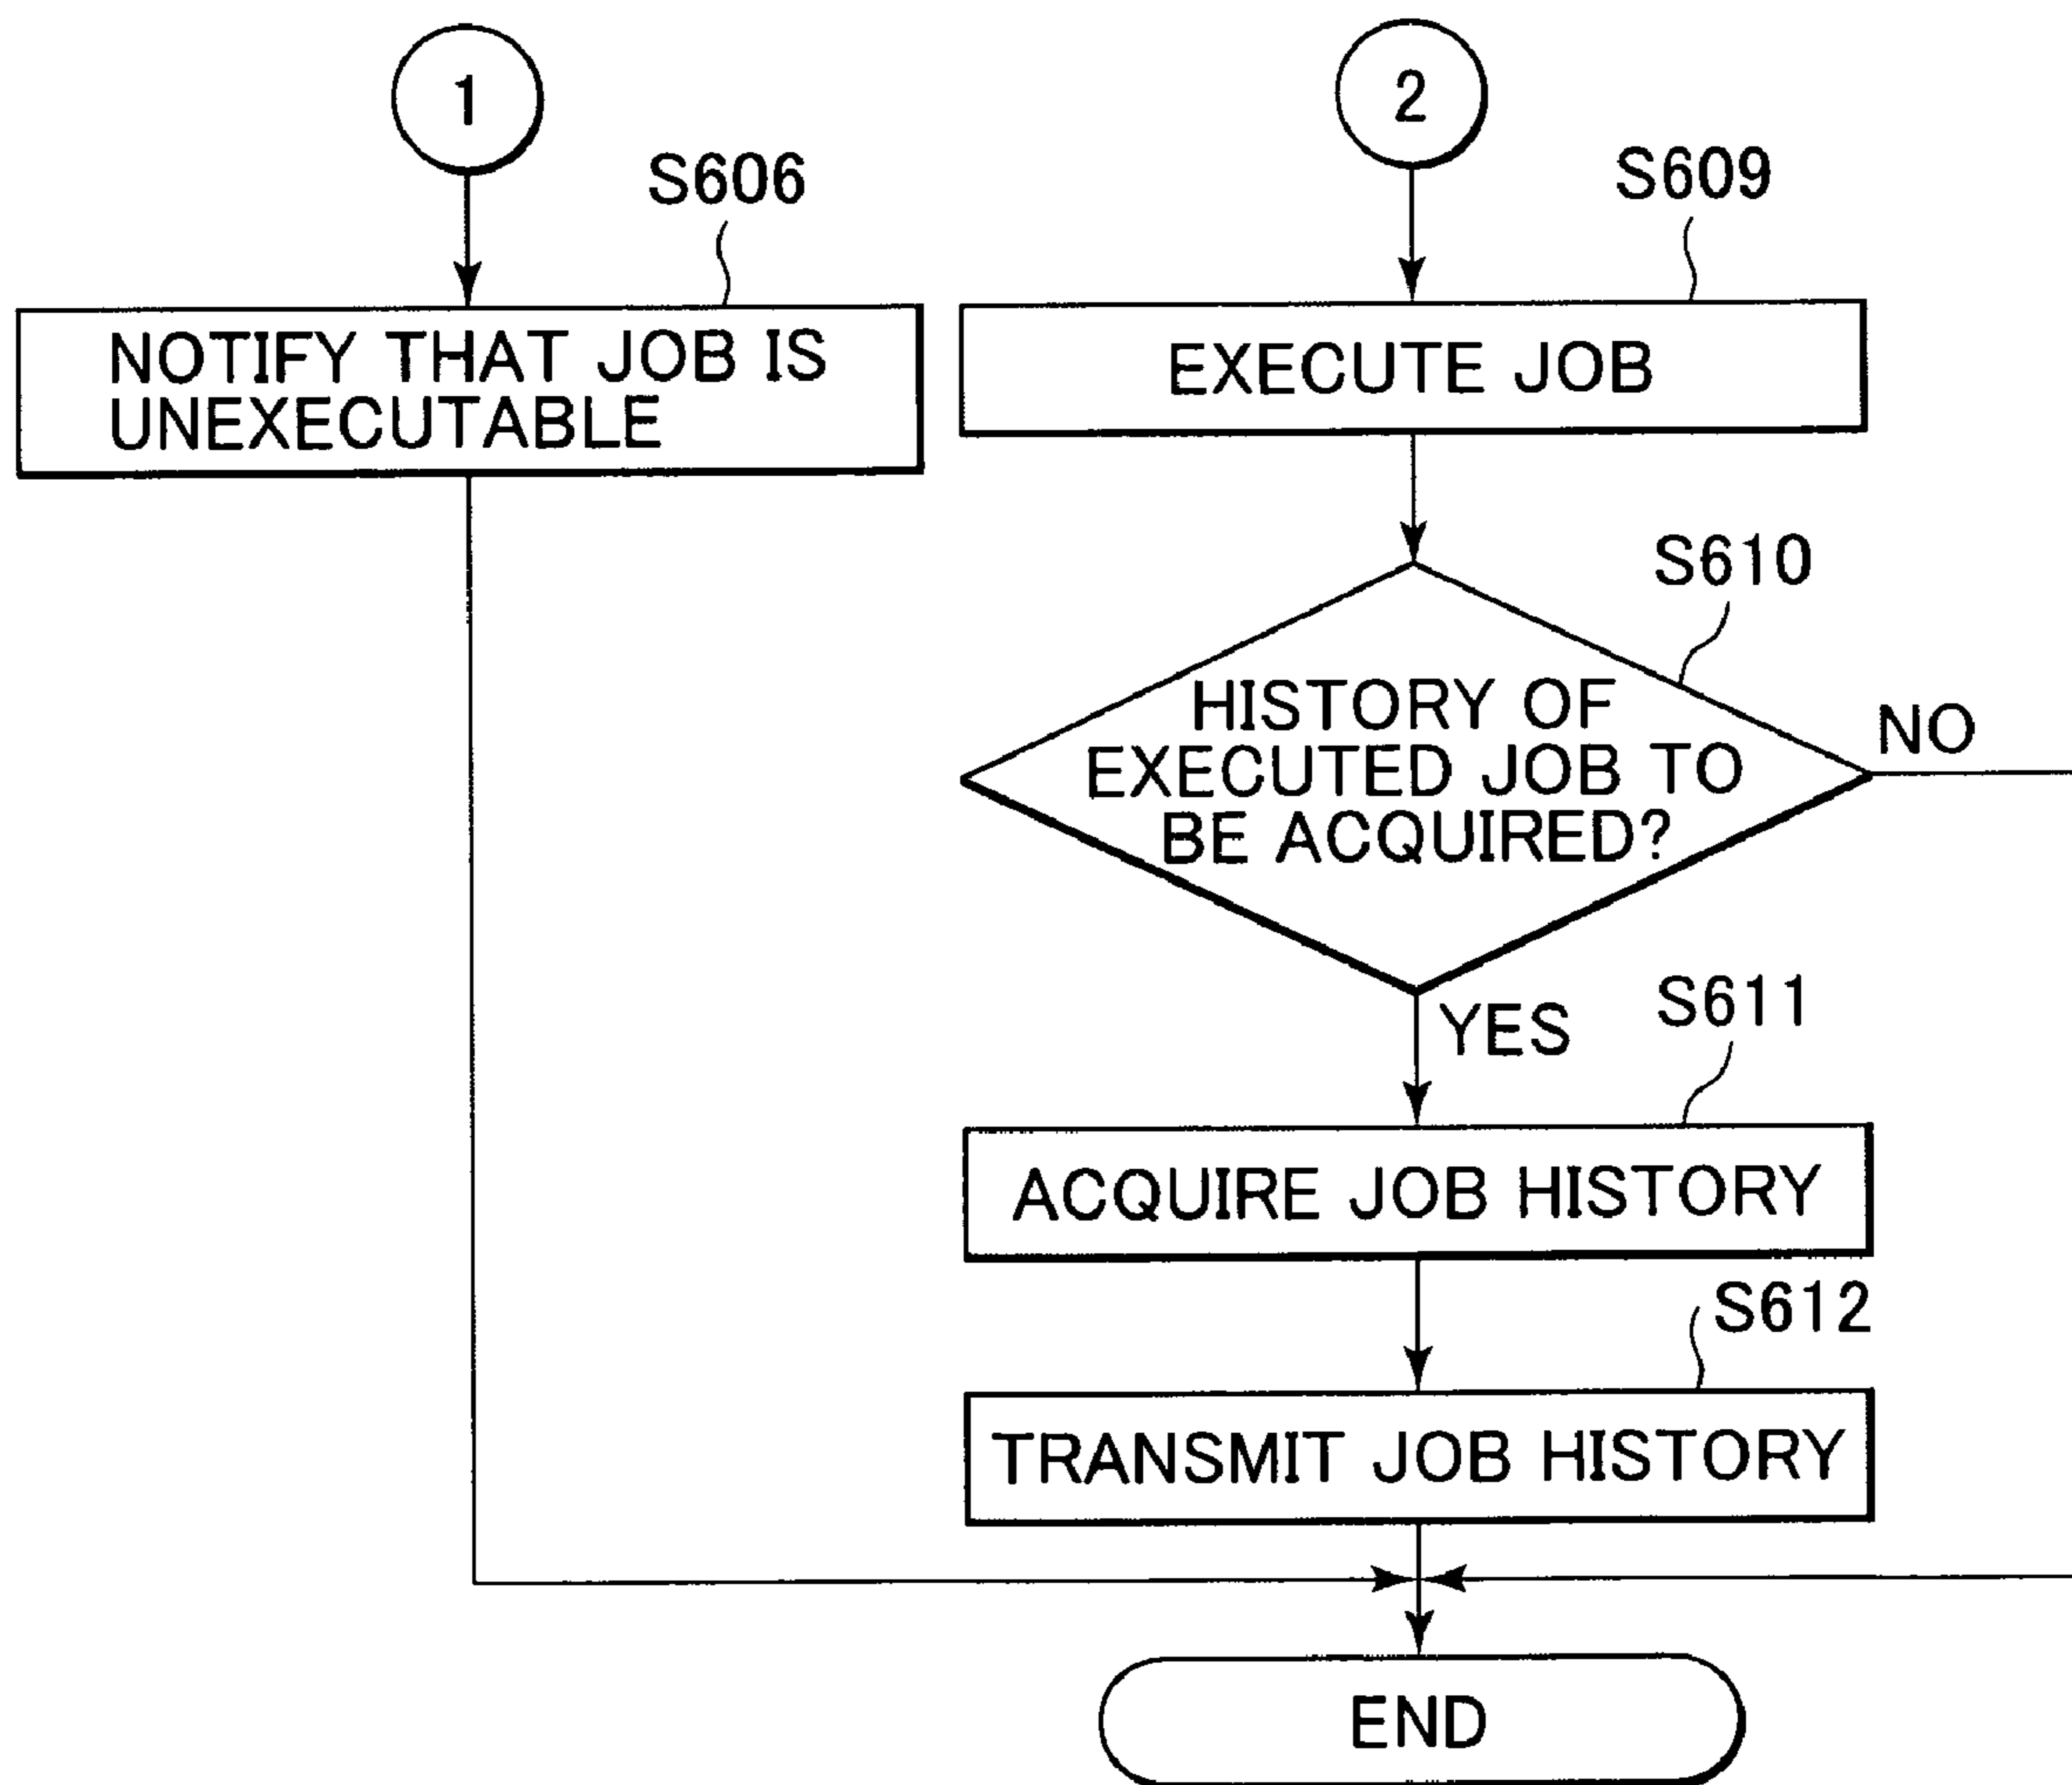 1
S606
NOTIFY THAT JOB IS
UNEXECUTABLE
2
S609
EXECUTE JOB
S610
HISTORY OF
EXECUTED JOB TO
BE ACQUIRED?
NO
YES
S611
ACQUIRE JOB HISTORY
S612
TRANSMIT JOB HISTORY
END